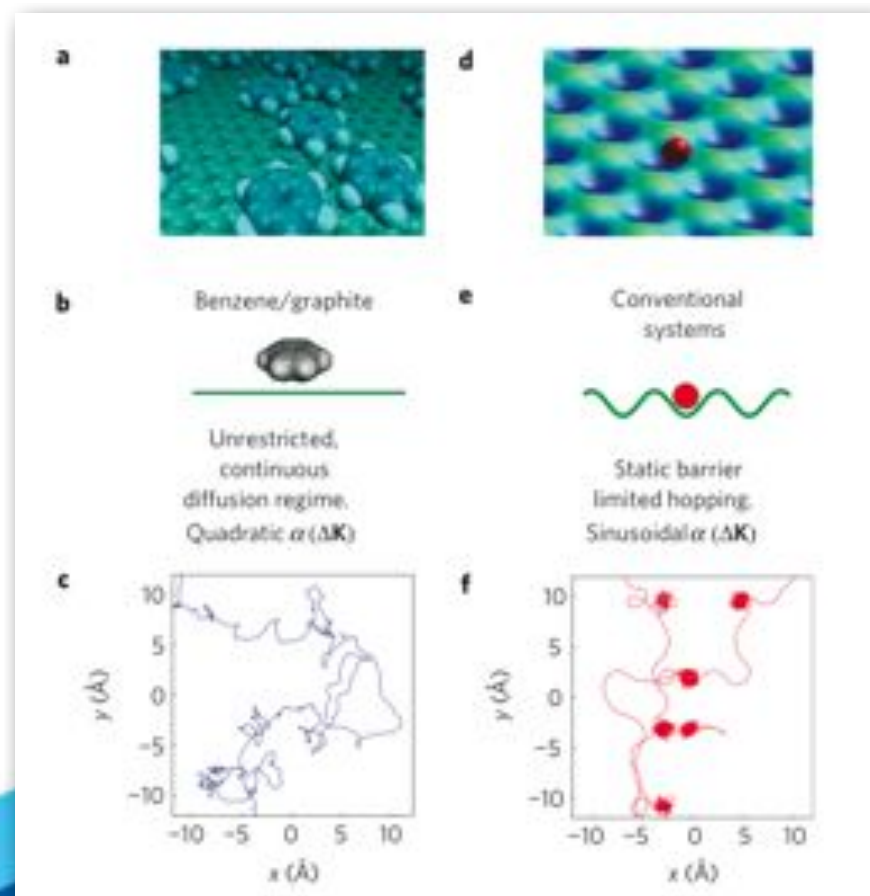 a
d
b
Benzene/graphite
Unrestricted,
continuous
diffusion regime.
Quadratic α (ΔK)
e
Conventional
systems
Static barrier
limited hopping.
Sinusoidal α (ΔK)
c
10
5
0
−5
−10
y (Å)
−10 −5 0 5 10
x (Å)
f
10
5
0
−5
−10
y (Å)
−10 −5 0 5 10
x (Å)